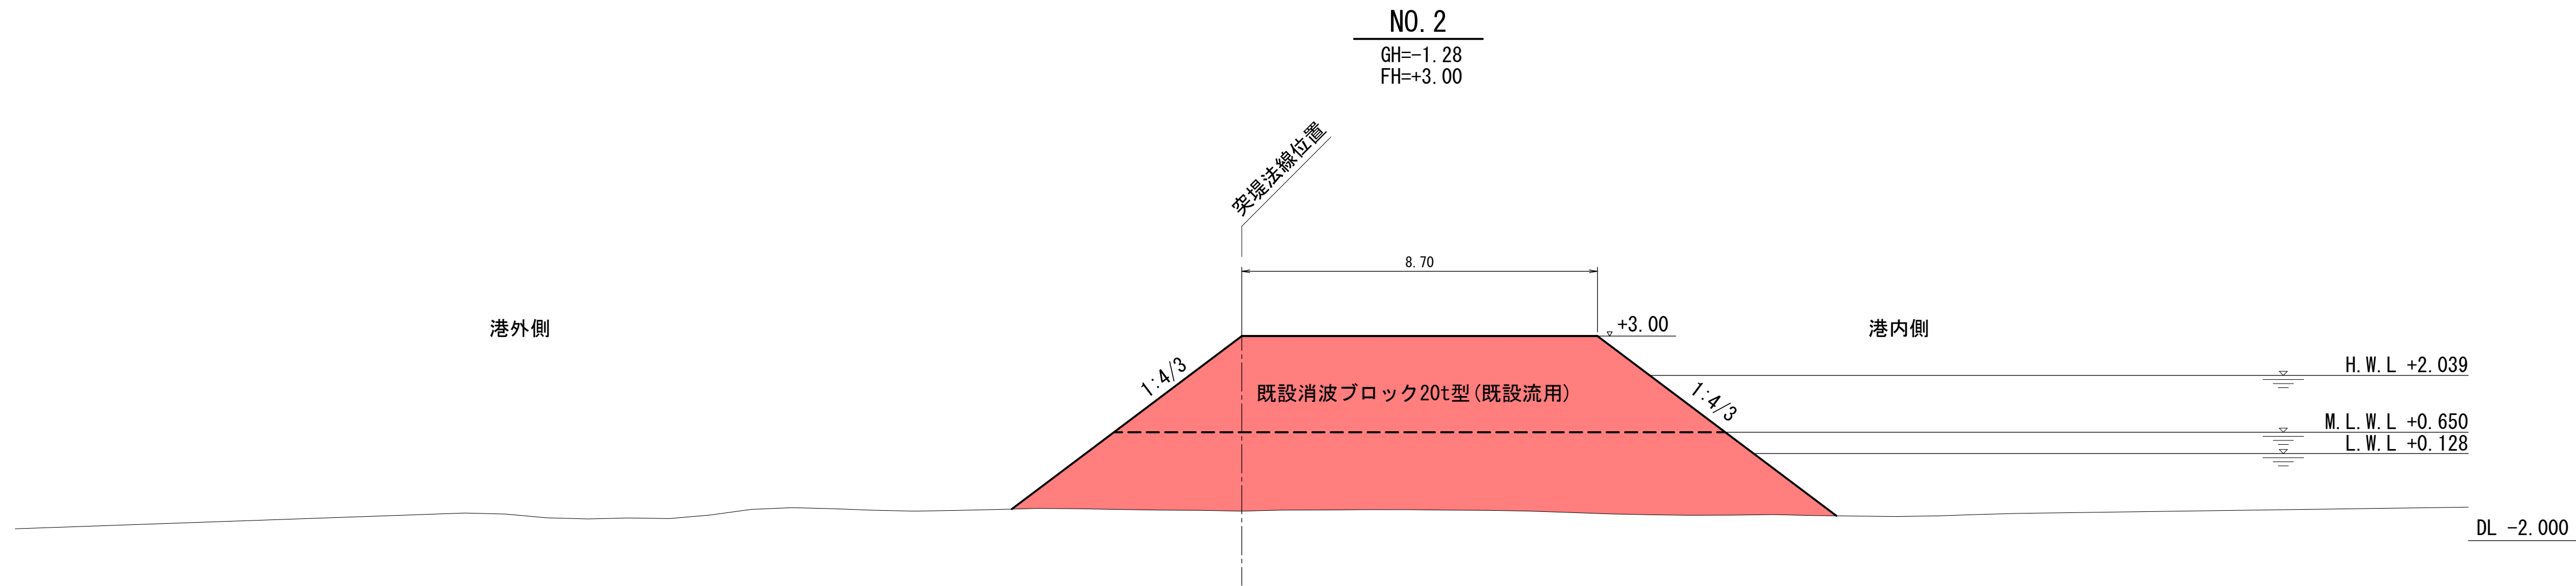 NO.2
GH=-1.28
FH=+3.00
突堤法線位置
8.70
港外側
+3.00
港内側
1:4/3
既設消波ブロック20t型(既設流用)
1:4/3
H.W.L +2.039
M.L.W.L +0.650
L.W.L +0.128
DL -2.000